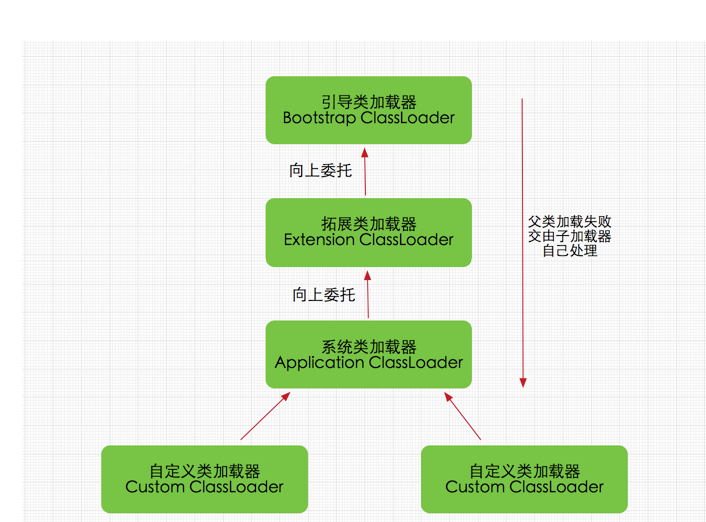 引导类加载器
Bootstrap ClassLoader
向上委托
拓展类加载器
Extension ClassLoader
父类加载失败
交由子加载器
自己处理
向上委托
系统类加载器
Application ClassLoader
自定义类加载器
Custom ClassLoader
自定义类加载器
Custom ClassLoader